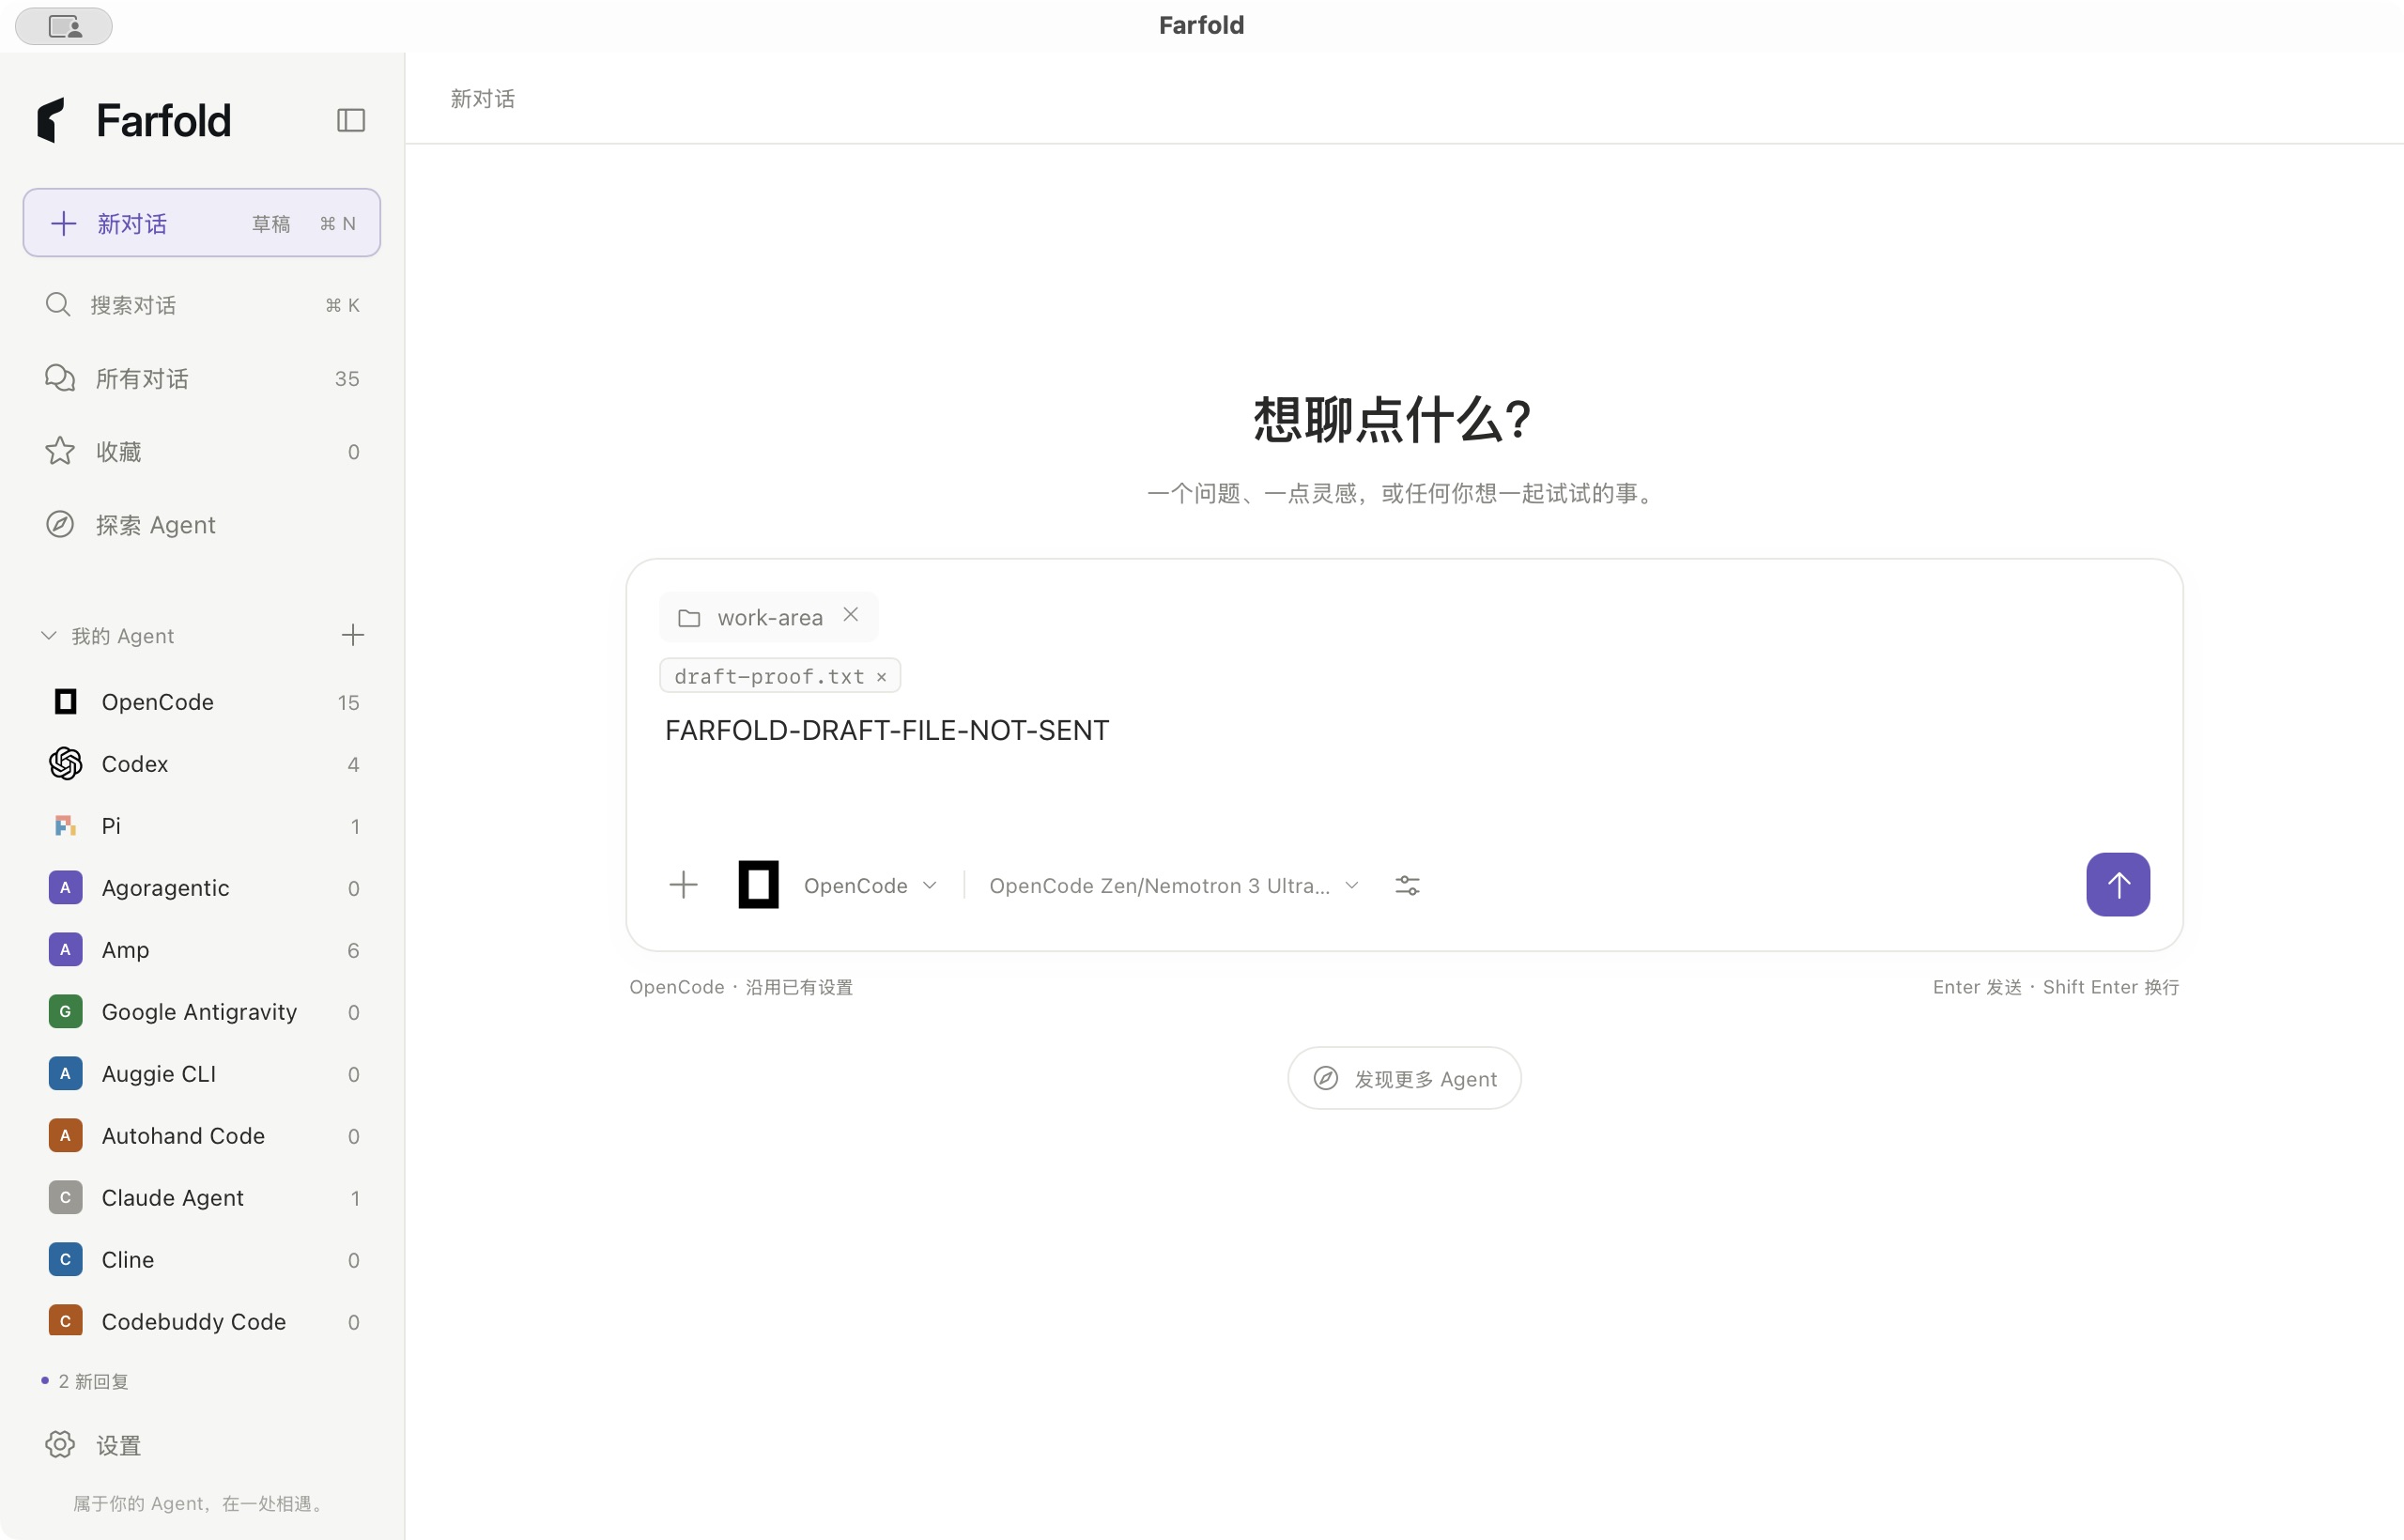 Farfold
Farfold
新对话 草稿 ⌘ N
搜索对话 ⌘ K
所有对话 35
收藏 0
探索 Agent
我的 Agent
OpenCode 15
Codex 4
Pi 1
A Agoragentic 0
A Amp 6
G Google Antigravity 0
A Auggie CLI 0
A Autohand Code 0
C Claude Agent 1
C Cline 0
C Codebuddy Code 0
2 新回复
设置
属于你的 Agent，在一处相遇。
新对话
想聊点什么？
一个问题、一点灵感，或任何你想一起试试的事。
work-area
draft-proof.txt ×
FARFOLD-DRAFT-FILE-NOT-SENT
OpenCode OpenCode Zen/Nemotron 3 Ultra...
OpenCode · 沿用已有设置 Enter 发送 · Shift Enter 换行
发现更多 Agent